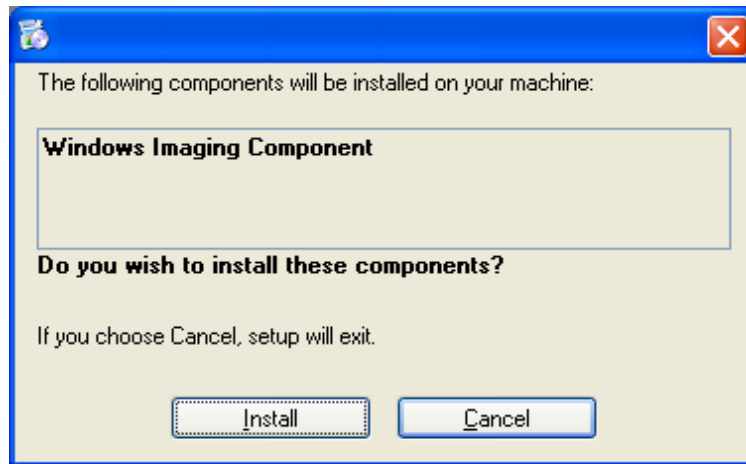 The following components will be installed on your machine:
Windows Imaging Component
Do you wish to install these components?
If you choose Cancel, setup will exit.
Install
Cancel